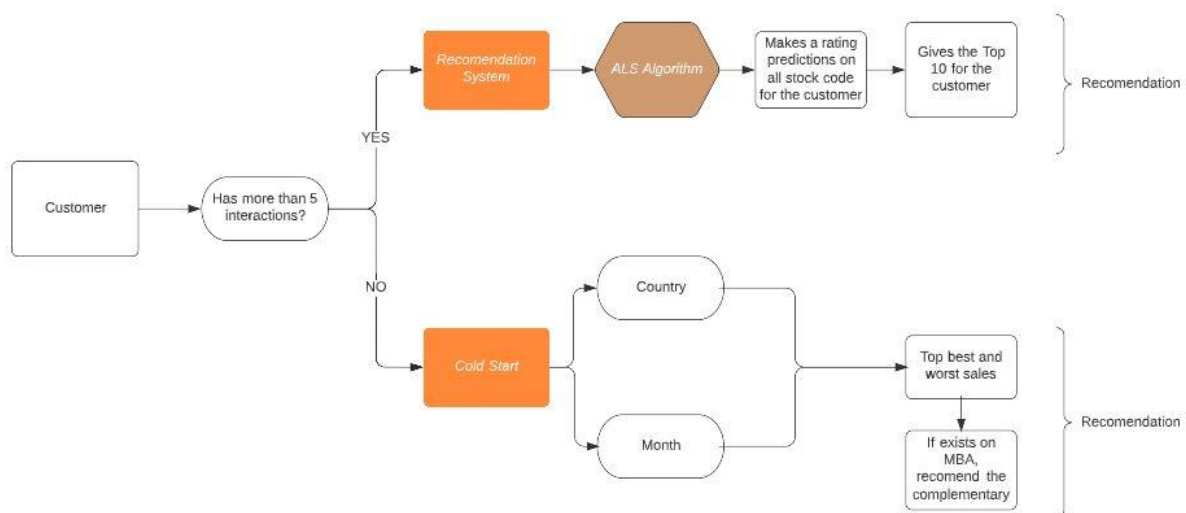 Customer
Has more than 5
interactions?
YES
Recomendation
System
ALS Algorithm
Makes a rating
predictions on
all stock code
for the customer
Gives the Top
10 for the
customer
Recomendation
NO
Cold Start
Country
Month
Top best and
worst sales
If exists on
MBA,
recomend the
complementary
Recomendation